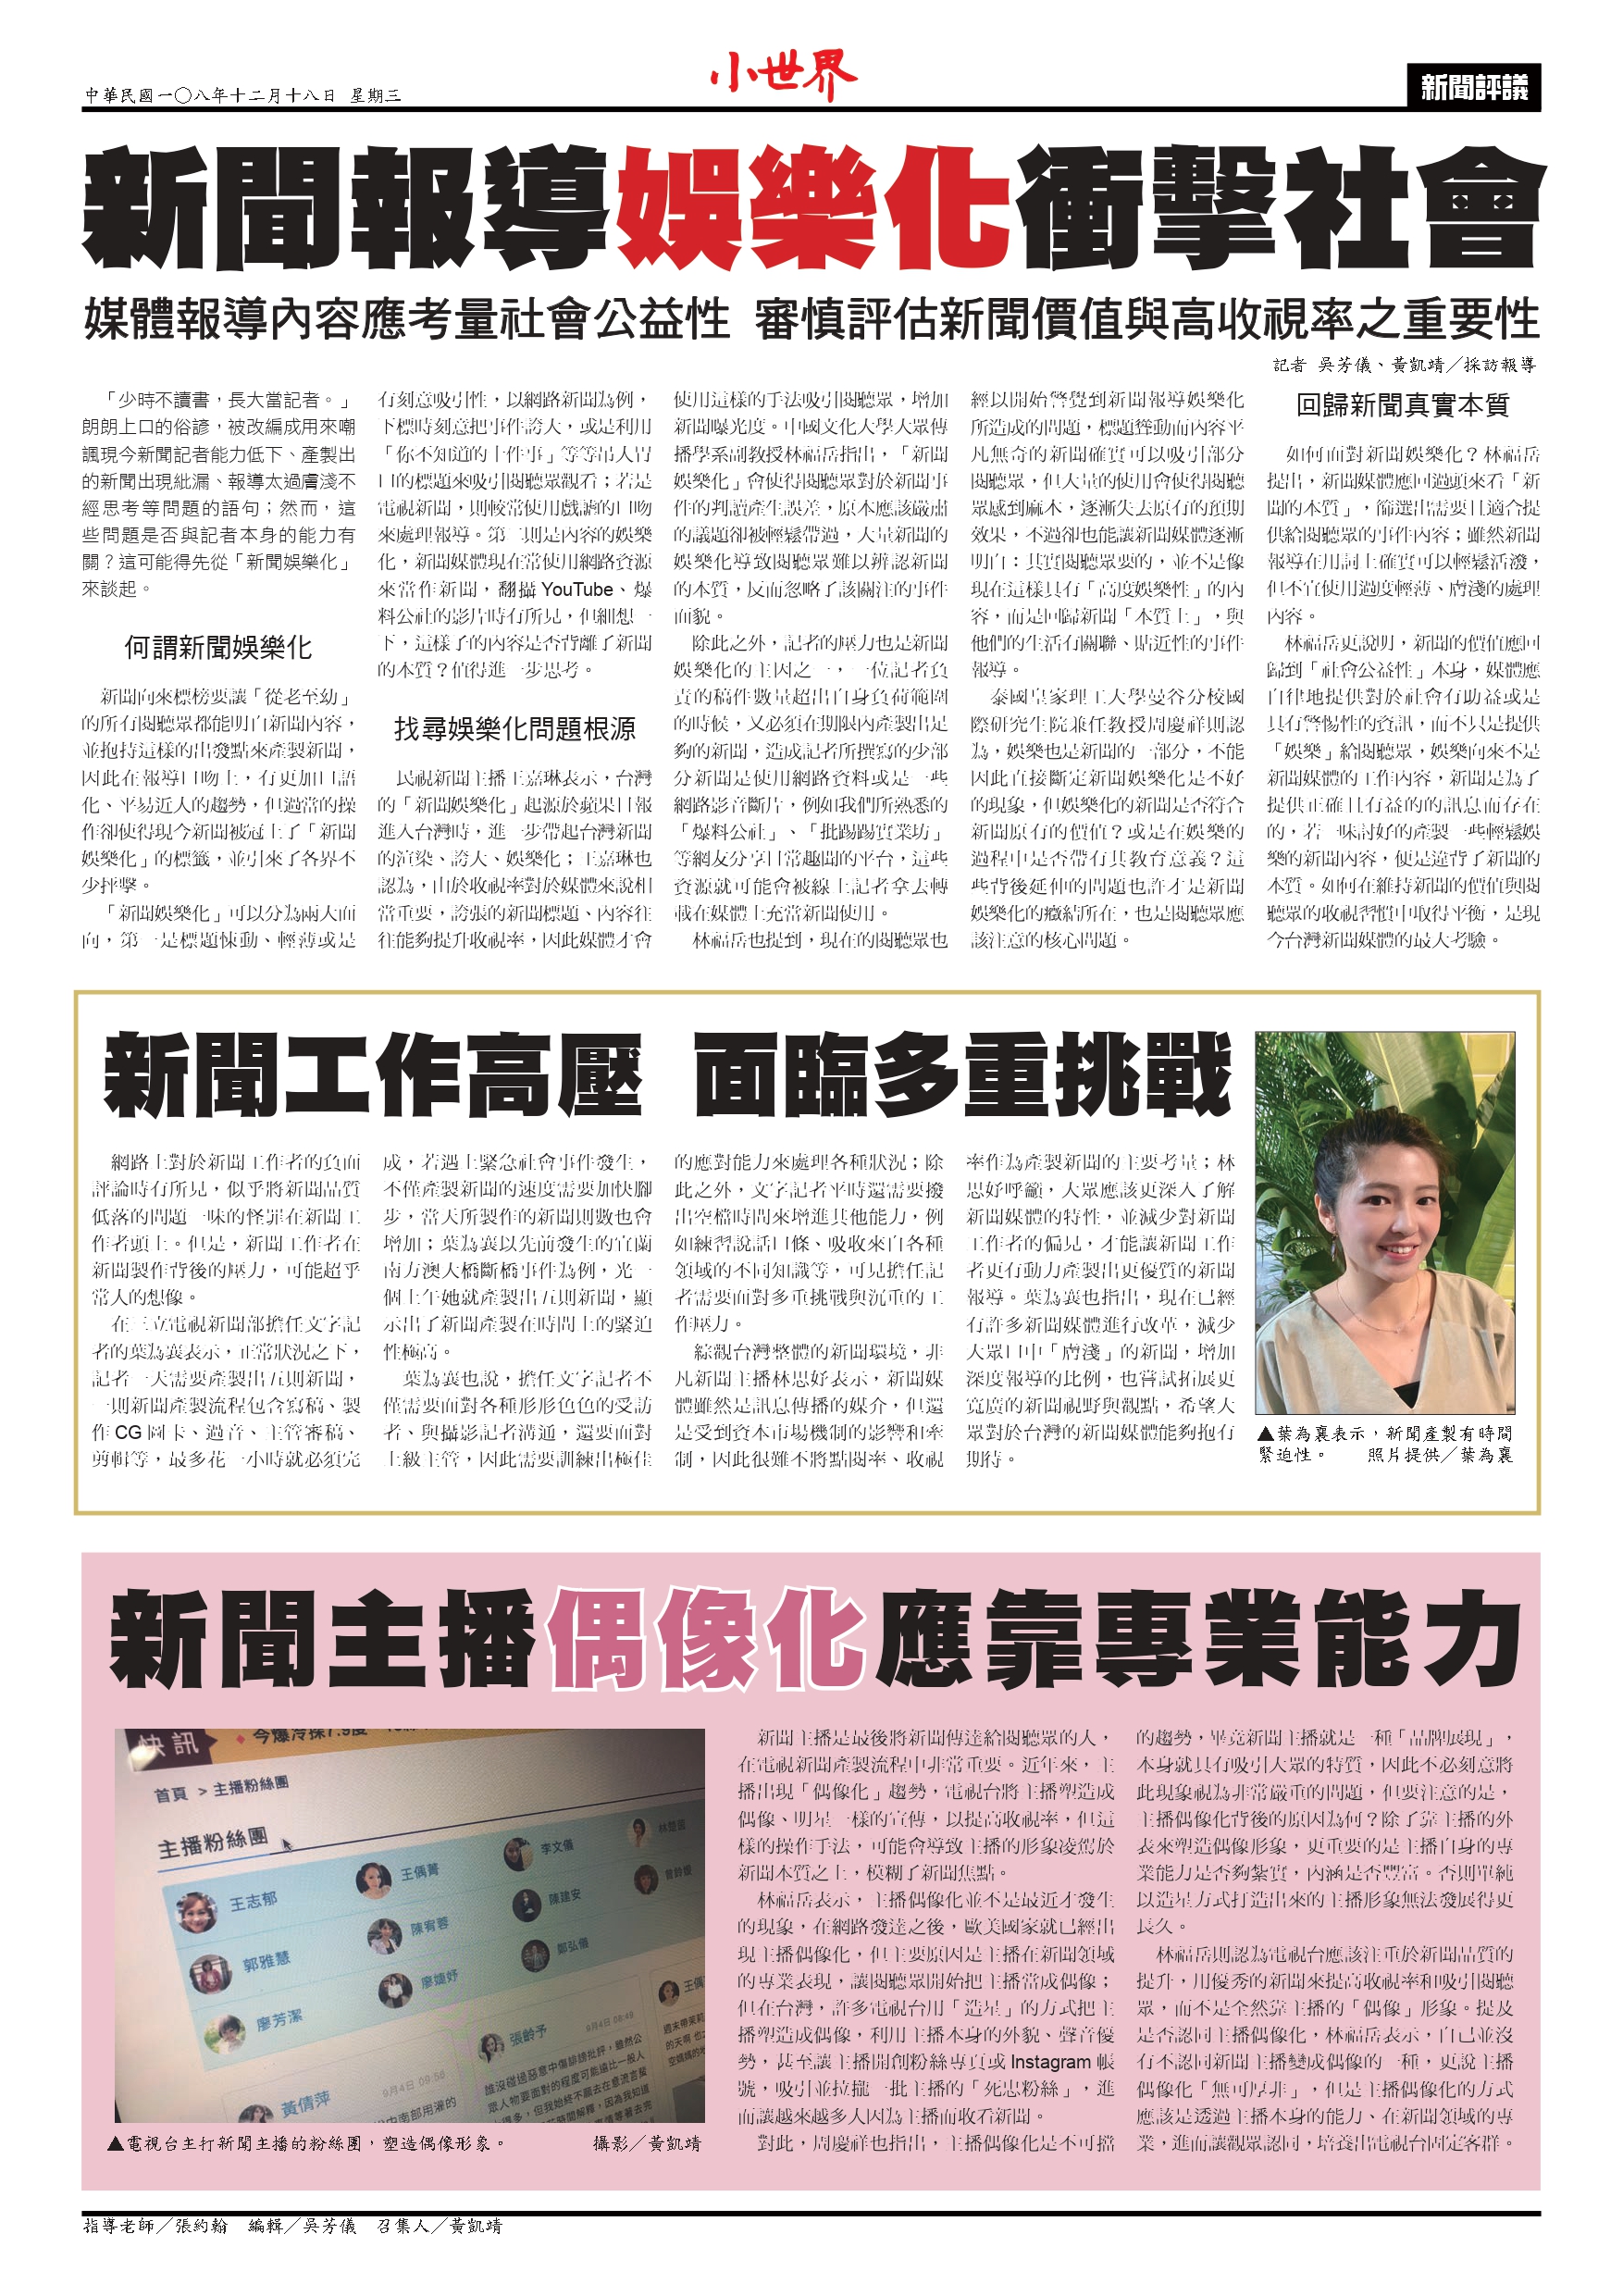 中華民國一〇八年十二月十八日 星期三
小世界
新聞評議
新聞報導娛樂化衝擊社會
媒體報導內容應考量社會公益性 審慎評估新聞價值與高收視率之重要性
記者 吳芳儀、黃凱靖／採訪報導
「少時不讀書，長大當記者。」
朗朗上口的俗諺，被改編成用來嘲
諷現今新聞記者能力低下、產製出
的新聞出現紕漏、報導太過膚淺不
經思考等問題的語句；然而，這
些問題是否與記者本身的能力有
關？這可能得先從「新聞娛樂化」
來談起。
何謂新聞娛樂化
新聞向來標榜要讓「從老至幼」
的所有閱聽眾都能明白新聞內容，
並抱持這樣的出發點來產製新聞，
因此在報導口吻上，有更加口語
化、平易近人的趨勢，但過當的操
作卻使得現今新聞被冠上了「新聞
娛樂化」的標籤，並引來了各界不
少抨擊。
「新聞娛樂化」可以分為兩大面
向，第一是標題悚動、輕薄或是
有刻意吸引性，以網路新聞為例，
下標時刻意把事件誇大，或是利用
「你不知道的十件事」等等吊人胃
口的標題來吸引閱聽眾觀看；若是
電視新聞，則較常使用戲謔的口吻
來處理報導。第二則是內容的娛樂
化，新聞媒體現在常使用網路資源
來當作新聞，翻攝 YouTube、爆
料公社的影片時有所見，但細想一
下，這樣子的內容是否背離了新聞
的本質？值得進一步思考。
找尋娛樂化問題根源
民視新聞主播王嘉琳表示，台灣
的「新聞娛樂化」起源於蘋果日報
進入台灣時，進一步帶起台灣新聞
的渲染、誇大、娛樂化；王嘉琳也
認為，由於收視率對於媒體來說相
當重要，誇張的新聞標題、內容往
往能夠提升收視率，因此媒體才會
使用這樣的手法吸引閱聽眾，增加
新聞曝光度。中國文化大學大眾傳
播學系副教授林福岳指出，「新聞
娛樂化」會使得閱聽眾對於新聞事
件的判讀產生誤差，原本應該嚴肅
的議題卻被輕鬆帶過，大量新聞的
娛樂化導致閱聽眾難以辨認新聞
的本質，反而忽略了該關注的事件
面貌。
除此之外，記者的壓力也是新聞
娛樂化的主因之一，一位記者負
責的稿件數量超出自身負荷範圍
的時候，又必須在期限內產製出足
夠的新聞，造成記者所撰寫的少部
分新聞是使用網路資料或是一些
網路影音斷片，例如我們所熟悉的
「爆料公社」、「批踢踢實業坊」
等網友分享日常趣聞的平台，這些
資源就可能會被線上記者拿去轉
載在媒體上充當新聞使用。
林福岳也提到，現在的閱聽眾也
經以開始警覺到新聞報導娛樂化
所造成的問題，標題聳動而內容平
凡無奇的新聞確實可以吸引部分
閱聽眾，但大量的使用會使得閱聽
眾感到麻木，逐漸失去原有的預期
效果，不過卻也能讓新聞媒體逐漸
明白：其實閱聽眾要的，並不是像
現在這樣具有「高度娛樂性」的內
容，而是回歸新聞「本質上」，與
他們的生活有關聯、貼近性的事件
報導。
泰國皇家理工大學曼谷分校國
際研究生院兼任教授周慶祥則認
為，娛樂也是新聞的一部分，不能
因此直接斷定新聞娛樂化是不好
的現象，但娛樂化的新聞是否符合
新聞原有的價值？或是在娛樂的
過程中是否帶有其教育意義？這
些背後延伸的問題也許才是新聞
娛樂化的癥結所在，也是閱聽眾應
該注意的核心問題。
回歸新聞真實本質
如何面對新聞娛樂化？林福岳
提出，新聞媒體應回過頭來看「新
聞的本質」，篩選出需要且適合提
供給閱聽眾的事件內容；雖然新聞
報導在用詞上確實可以輕鬆活潑，
但不宜使用過度輕薄、膚淺的處理
內容。
林福岳更說明，新聞的價值應回
歸到「社會公益性」本身，媒體應
自律地提供對於社會有助益或是
具有警惕性的資訊，而不只是提供
「娛樂」給閱聽眾，娛樂向來不是
新聞媒體的工作內容，新聞是為了
提供正確且有益的的訊息而存在
的，若一味討好的產製一些輕鬆娛
樂的新聞內容，便是違背了新聞的
本質。如何在維持新聞的價值與閱
聽眾的收視習慣中取得平衡，是現
今台灣新聞媒體的最大考驗。
新聞工作高壓 面臨多重挑戰
網路上對於新聞工作者的負面
評論時有所見，似乎將新聞品質
低落的問題一味的怪罪在新聞工
作者頭上。但是，新聞工作者在
新聞製作背後的壓力，可能超乎
常人的想像。
在三立電視新聞部擔任文字記
者的葉為襄表示，正常狀況之下，
記者一天需要產製出五則新聞，
一則新聞產製流程包含寫稿、製
作 CG 圖卡、過音、主管審稿、
剪輯等，最多花一小時就必須完
成，若遇上緊急社會事件發生，
不僅產製新聞的速度需要加快腳
步，當天所製作的新聞則數也會
增加；葉為襄以先前發生的宜蘭
南方澳大橋斷橋事件為例，光一
個上午她就產製出五則新聞，顯
示出了新聞產製在時間上的緊迫
性極高。
葉為襄也說，擔任文字記者不
僅需要面對各種形形色色的受訪
者、與攝影記者溝通，還要面對
上級主管，因此需要訓練出極佳
的應對能力來處理各種狀況；除
此之外，文字記者平時還需要撥
出空檔時間來增進其他能力，例
如練習說話口條、吸收來自各種
領域的不同知識等，可見擔任記
者需要面對多重挑戰與沉重的工
作壓力。
綜觀台灣整體的新聞環境，非
凡新聞主播林思妤表示，新聞媒
體雖然是訊息傳播的媒介，但還
是受到資本市場機制的影響和牽
制，因此很難不將點閱率、收視
率作為產製新聞的主要考量；林
思妤呼籲，大眾應該更深入了解
新聞媒體的特性，並減少對新聞
工作者的偏見，才能讓新聞工作
者更有動力產製出更優質的新聞
報導。葉為襄也指出，現在已經
有許多新聞媒體進行改革，減少
大眾口中「膚淺」的新聞，增加
深度報導的比例，也嘗試拓展更
寬廣的新聞視野與觀點，希望大
眾對於台灣的新聞媒體能夠抱有
期待。
▲葉為襄表示，新聞產製有時間
緊迫性。 照片提供／葉為襄
新聞主播偶像化應靠專業能力
快訊
首頁 > 主播粉絲團
主播粉絲團
王志郁
王偊菁
李文儀
郭雅慧
陳宥蓉
陳建安
廖芳潔
廖婕妤
鄭弘儀
黃倩萍
9月4日 09:56
張齡予
9月4日 08:49
▲電視台主打新聞主播的粉絲團，塑造偶像形象。 攝影／黃凱靖
新聞主播是最後將新聞傳達給閱聽眾的人，
在電視新聞產製流程中非常重要。近年來，主
播出現「偶像化」趨勢，電視台將主播塑造成
偶像、明星一樣的宣傳，以提高收視率，但這
樣的操作手法，可能會導致主播的形象凌駕於
新聞本質之上，模糊了新聞焦點。
林福岳表示，主播偶像化並不是最近才發生
的現象，在網路發達之後，歐美國家就已經出
現主播偶像化，但主要原因是主播在新聞領域
的專業表現，讓閱聽眾開始把主播當成偶像；
但在台灣，許多電視台用「造星」的方式把主
播塑造成偶像，利用主播本身的外貌、聲音優
勢，甚至讓主播開創粉絲專頁或 Instagram 帳
號，吸引並拉攏一批主播的「死忠粉絲」，進
而讓越來越多人因為主播而收看新聞。
對此，周慶祥也指出，主播偶像化是不可擋
的趨勢，畢竟新聞主播就是一種「品牌展現」，
本身就具有吸引大眾的特質，因此不必刻意將
此現象視為非常嚴重的問題，但要注意的是，
主播偶像化背後的原因為何？除了靠主播的外
表來塑造偶像形象，更重要的是主播自身的專
業能力是否夠紮實，內涵是否豐富。否則單純
以造星方式打造出來的主播形象無法發展得更
長久。
林福岳則認為電視台應該注重於新聞品質的
提升，用優秀的新聞來提高收視率和吸引閱聽
眾，而不是全然靠主播的「偶像」形象。提及
是否認同主播偶像化，林福岳表示，自己並沒
有不認同新聞主播變成偶像的一種，更說主播
偶像化「無可厚非」，但是主播偶像化的方式
應該是透過主播本身的能力、在新聞領域的專
業，進而讓觀眾認同，培養出電視台固定客群。
指導老師／張約翰 編輯／吳芳儀 召集人／黃凱靖